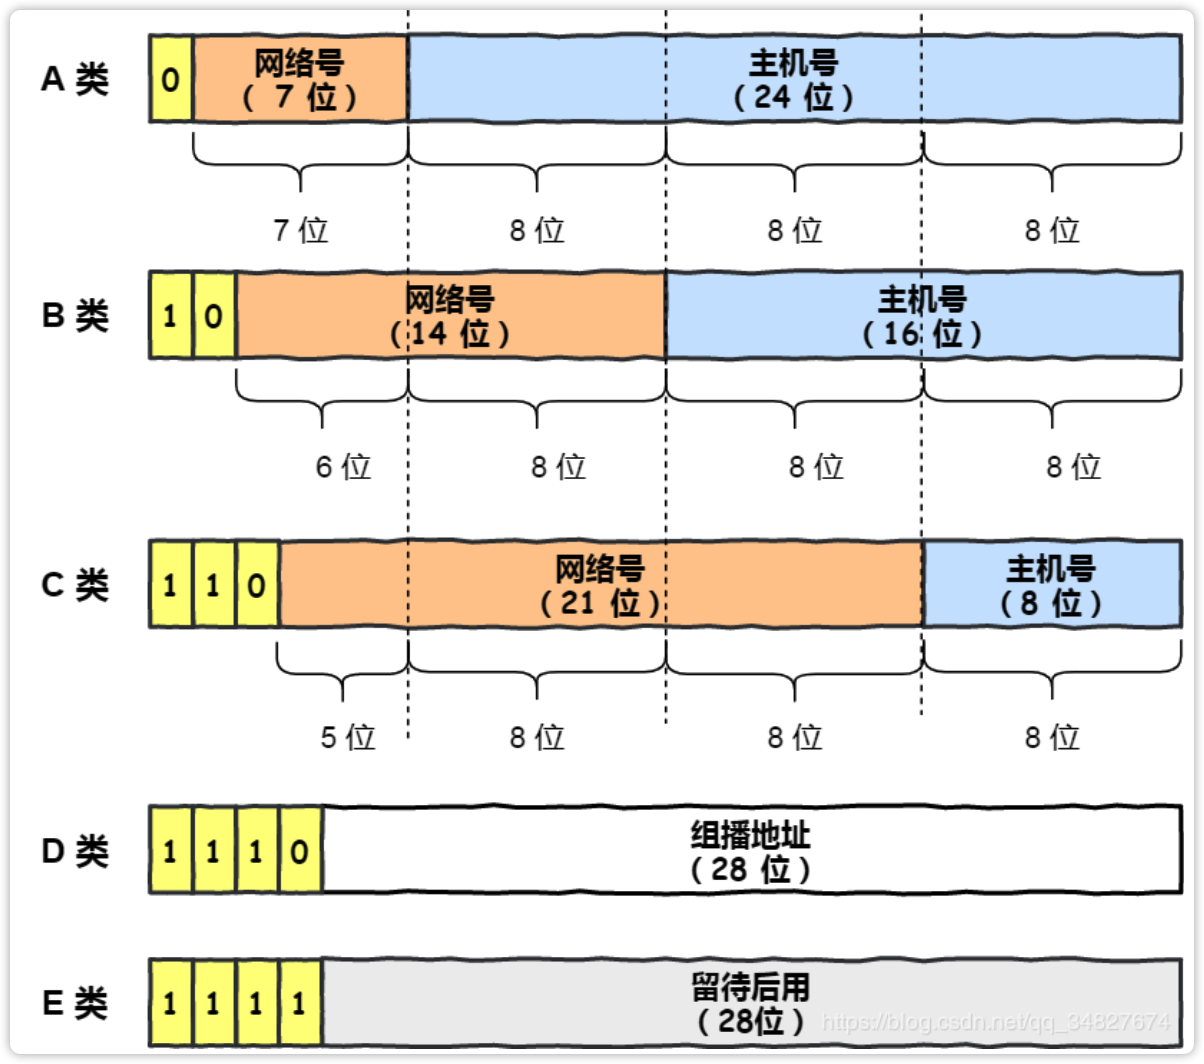 A 类
0
网络号
主机号
( 7 位 )
( 24 位 )
7 位
8 位
8 位
8 位
B 类
1 0
网络号
主机号
( 14 位 )
( 16 位 )
6 位
8 位
8 位
8 位
C 类
1 1 0
网络号
主机号
( 21 位 )
( 8 位 )
5 位
8 位
8 位
8 位
D 类
1 1 1 0
组播地址
( 28 位 )
E 类
1 1 1 1
留待后用
( 28位 )
https://blog.csdn.net/qq_34827674